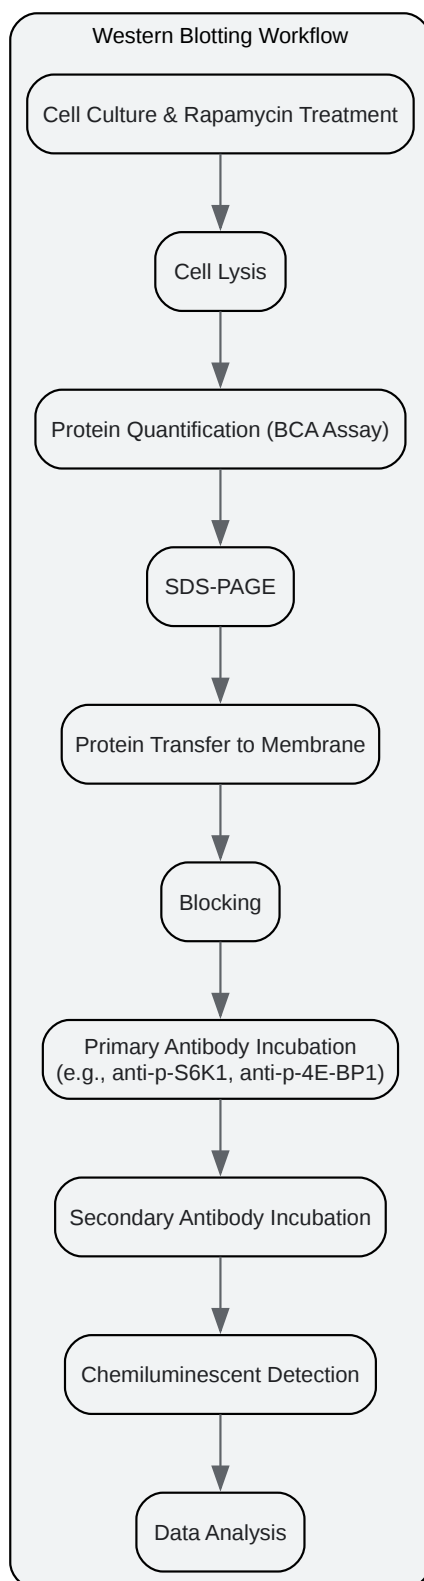 Western Blotting Workflow
Cell Culture & Rapamycin Treatment
Cell Lysis
Protein Quantification (BCA Assay)
SDS-PAGE
Protein Transfer to Membrane
Blocking
Primary Antibody Incubation
(e.g., anti-p-S6K1, anti-p-4E-BP1)
Secondary Antibody Incubation
Chemiluminescent Detection
Data Analysis